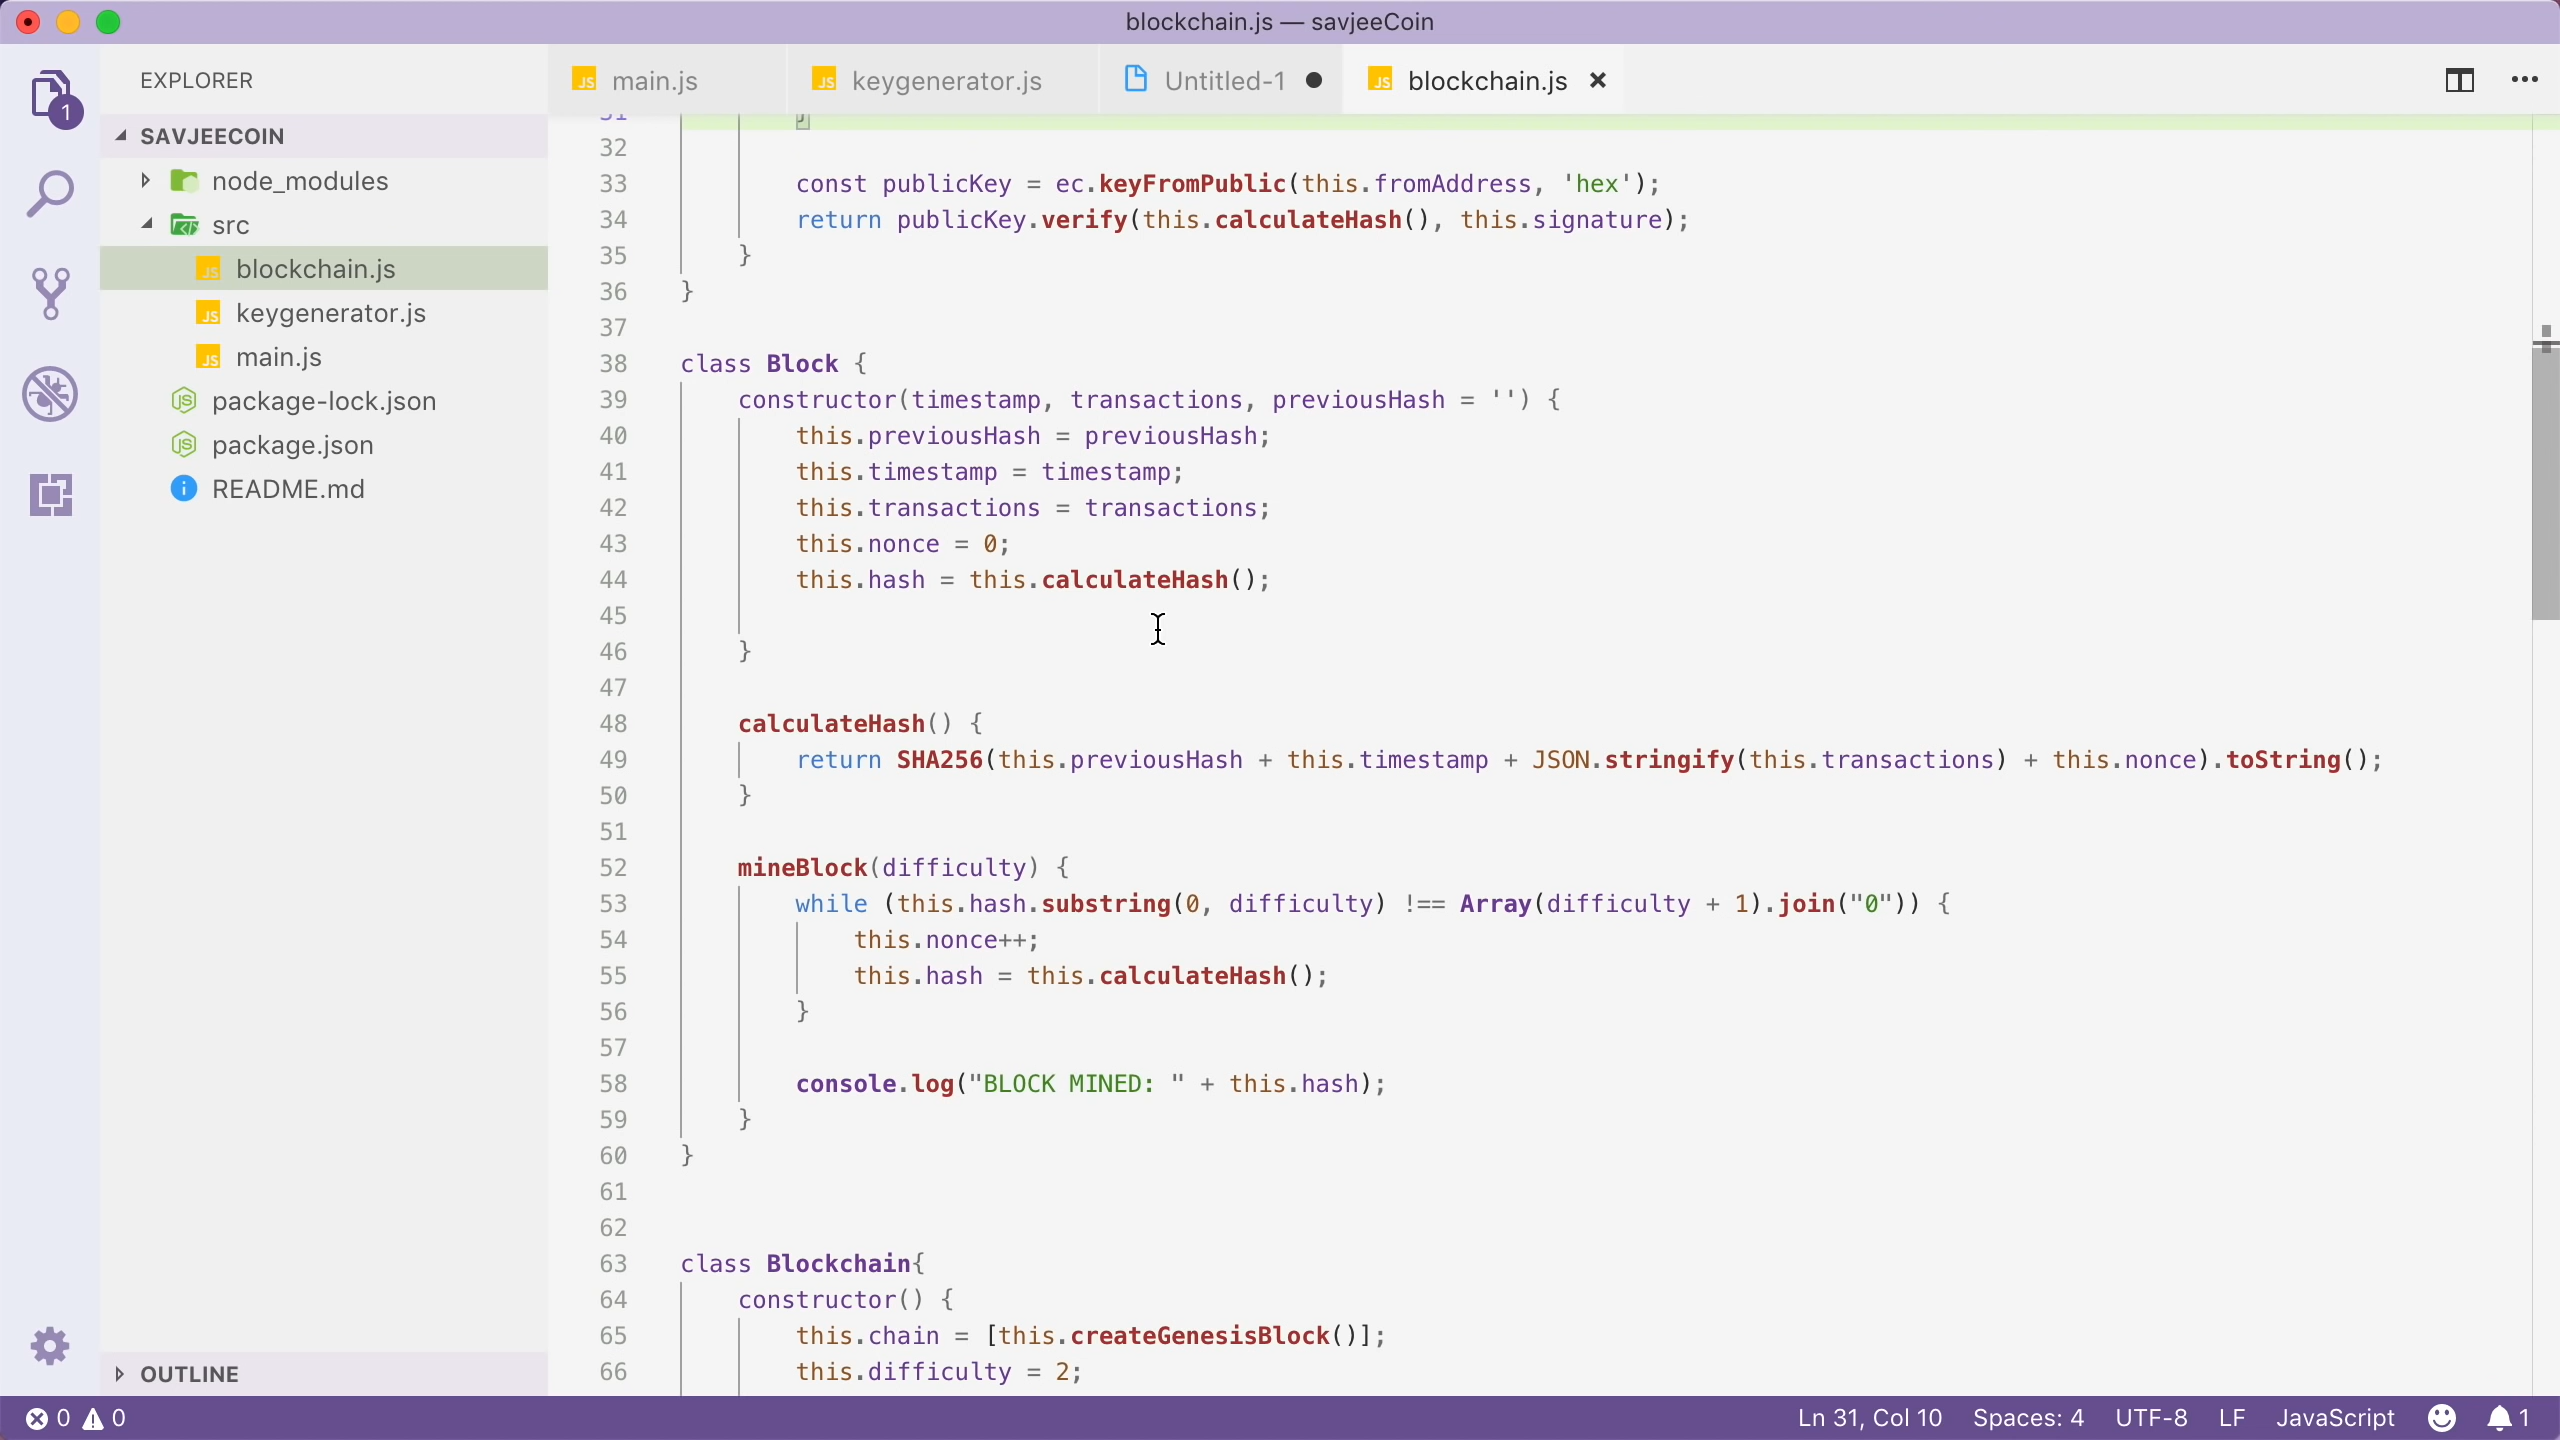 blockchain.js — savjeeCoin
EXPLORER
main.js
keygenerator.js
Untitled-1
blockchain.js
1
SAVJEECOIN
node_modules
src
blockchain.js
keygenerator.js
main.js
package-lock.json
package.json
README.md
OUTLINE
31 }
32
33 const publicKey = ec.keyFromPublic(this.fromAddress, 'hex');
34 return publicKey.verify(this.calculateHash(), this.signature);
35 }
36 }
37
38 class Block {
39 constructor(timestamp, transactions, previousHash = '') {
40 this.previousHash = previousHash;
41 this.timestamp = timestamp;
42 this.transactions = transactions;
43 this.nonce = 0;
44 this.hash = this.calculateHash();
45
46 }
47
48 calculateHash() {
49 return SHA256(this.previousHash + this.timestamp + JSON.stringify(this.transactions) + this.nonce).toString();
50 }
51
52 mineBlock(difficulty) {
53 while (this.hash.substring(0, difficulty) !== Array(difficulty + 1).join("0")) {
54 this.nonce++;
55 this.hash = this.calculateHash();
56 }
57
58 console.log("BLOCK MINED: " + this.hash);
59 }
60 }
61
62
63 class Blockchain{
64 constructor() {
65 this.chain = [this.createGenesisBlock()];
66 this.difficulty = 2;
0 0
Ln 31, Col 10 Spaces: 4 UTF-8 LF JavaScript 1